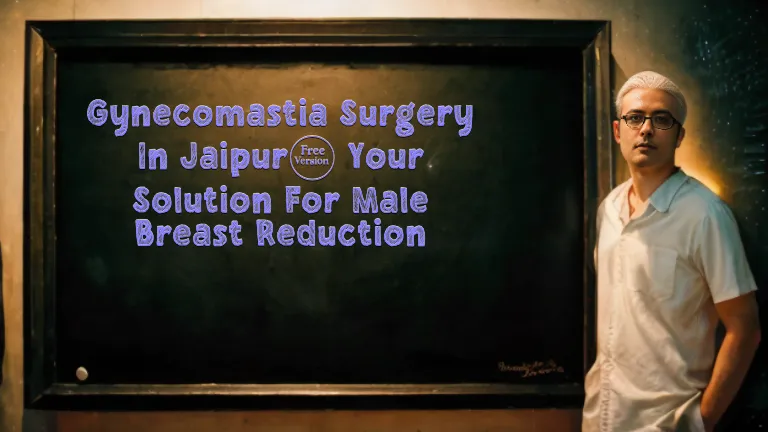 Gynecomastia Surgery
In Jaipur Free Version Your
Solution For Male
Breast Reduction